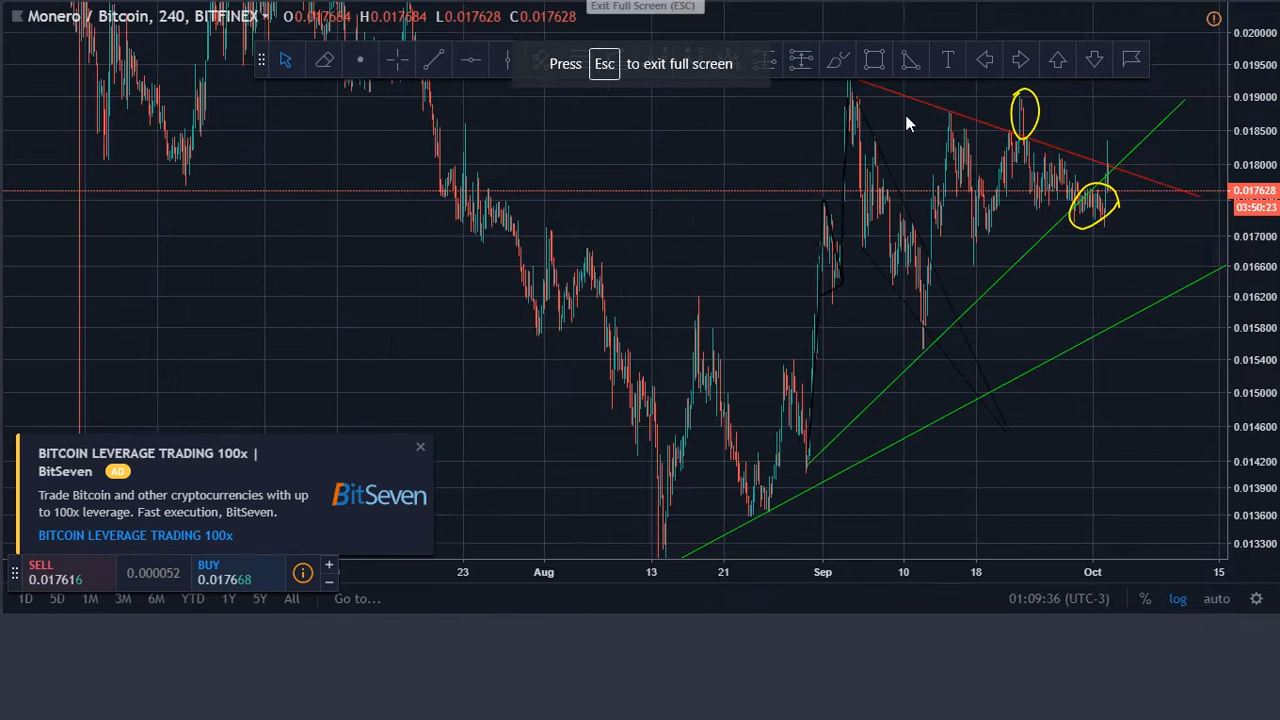 Exit Full Screen (ESC)
Monero / Bitcoin, 240, BITFINEX O0.017684 H0.017684 L0.017628 C0.017628
Press Esc to exit full screen
0.020000
0.019500
0.019000
0.018500
0.018000
0.017628
03:50:23
0.017000
0.016600
0.016200
0.015800
0.015400
0.015000
0.014600
0.014200
0.013900
0.013600
0.013300
BITCOIN LEVERAGE TRADING 100x |
BitSeven AD
Trade Bitcoin and other cryptocurrencies with up
to 100x leverage. Fast execution, BitSeven.
BITCOIN LEVERAGE TRADING 100x
BitSeven
SELL
0.017616
0.000052
BUY
0.017668
23 Aug 13 21 Sep 10 18 Oct 15
1D 5D 1M 3M 6M YTD 1Y 5Y All Go to... 01:09:36 (UTC-3) % log auto